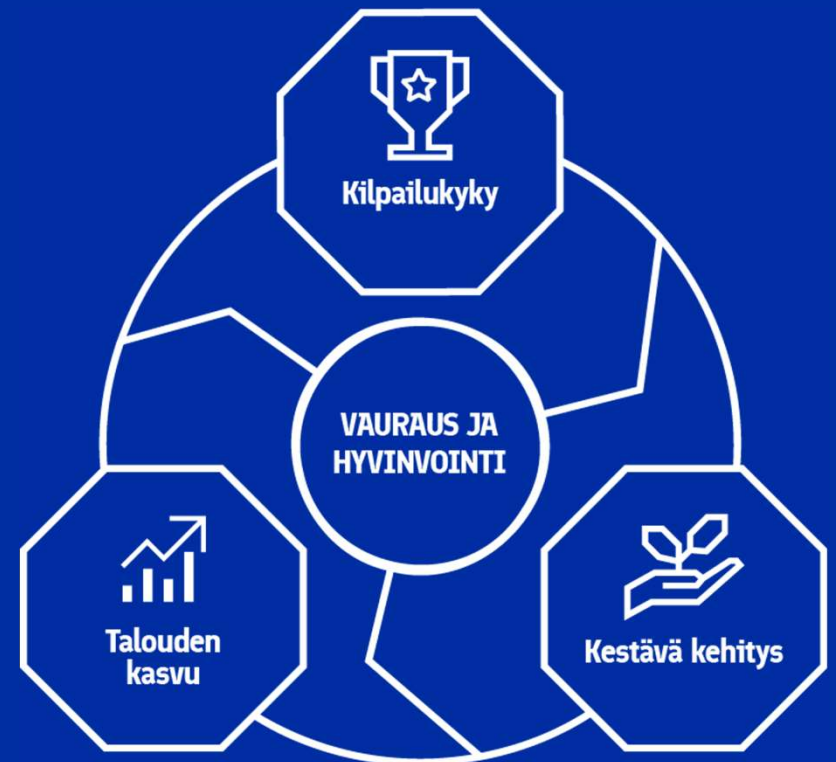 Kilpailukyky
VAURAUS JA
HYVINVOINTI
Talouden
kasvu
Kestävä kehitys